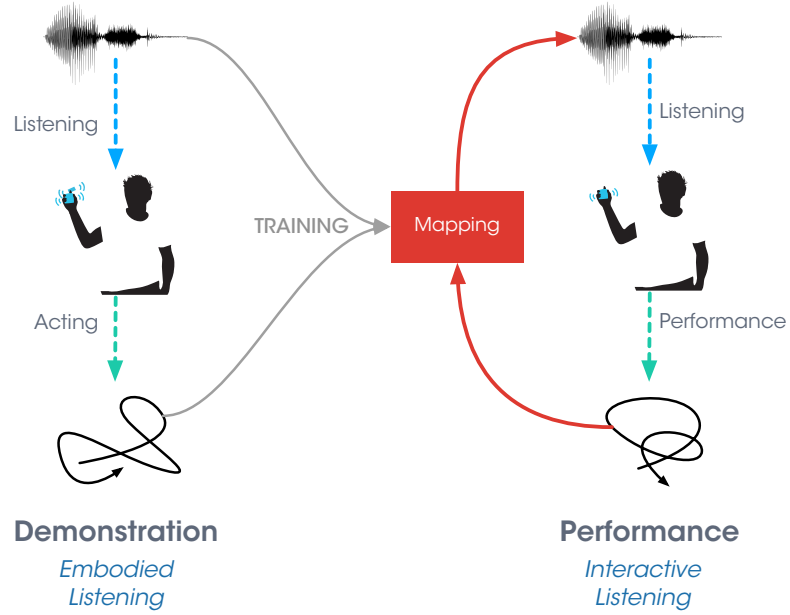 Listening
Listening
TRAINING
Mapping
Acting
Performance
Demonstration
Embodied
Listening
Performance
Interactive
Listening